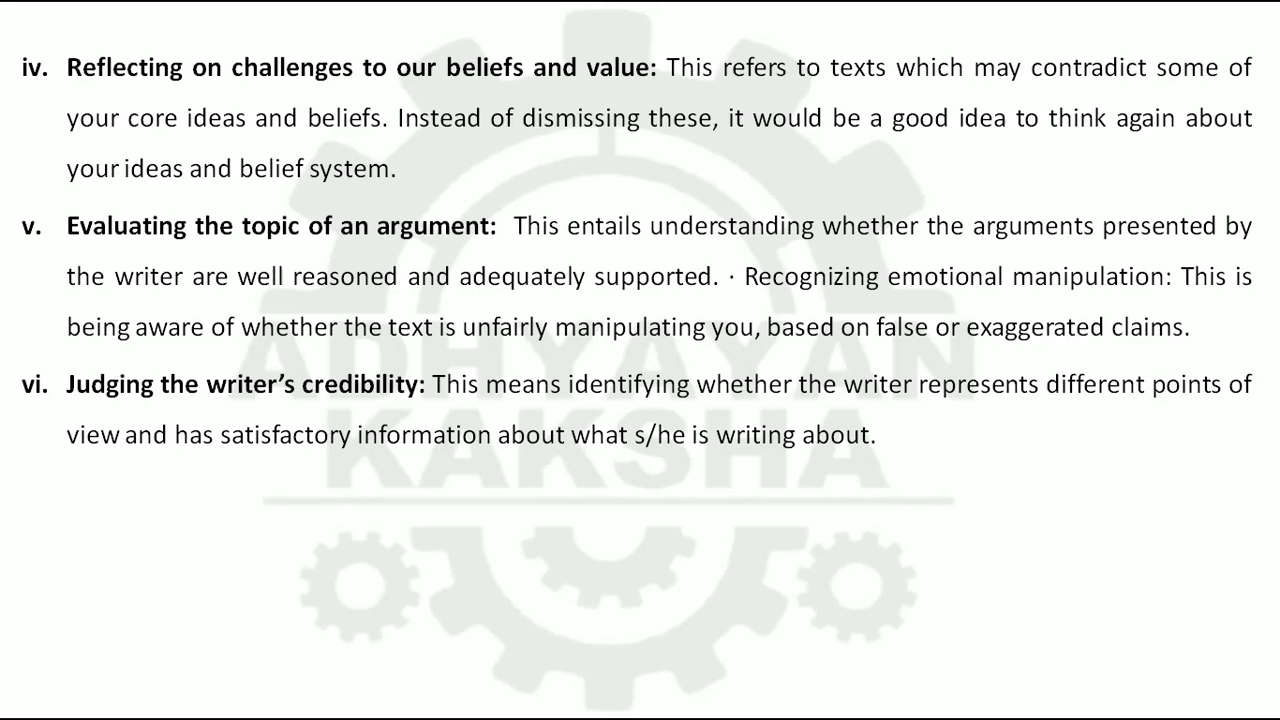 iv. Reflecting on challenges to our beliefs and value: This refers to texts which may contradict some of
your core ideas and beliefs. Instead of dismissing these, it would be a good idea to think again about
your ideas and belief system.
v. Evaluating the topic of an argument: This entails understanding whether the arguments presented by
the writer are well reasoned and adequately supported. · Recognizing emotional manipulation: This is
being aware of whether the text is unfairly manipulating you, based on false or exaggerated claims.
vi. Judging the writer’s credibility: This means identifying whether the writer represents different points of
view and has satisfactory information about what s/he is writing about.
ADHYAYAN
KAKSHA